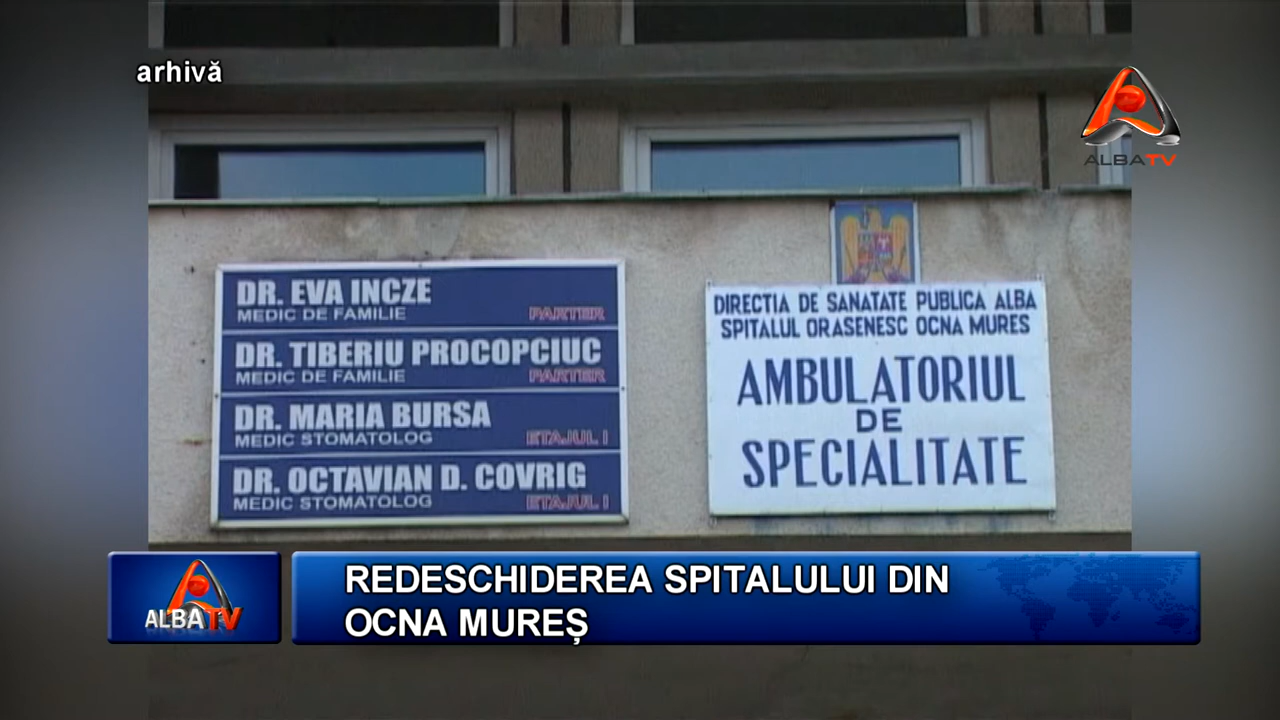 arhivă
ALBATV
DR. EVA INCZE
MEDIC DE FAMILIE PARTER
DR. TIBERIU PROCOPCIUC
MEDIC DE FAMILIE PARTER
DR. MARIA BURSA
MEDIC STOMATOLOG ETAJUL I
DR. OCTAVIAN D. COVRIG
MEDIC STOMATOLOG ETAJUL I
DIRECTIA DE SANATATE PUBLICA ALBA
SPITALUL ORASENESC OCNA MURES
AMBULATORIUL
DE
SPECIALITATE
ALBATV
REDESCHIDEREA SPITALULUI DIN
OCNA MUREȘ